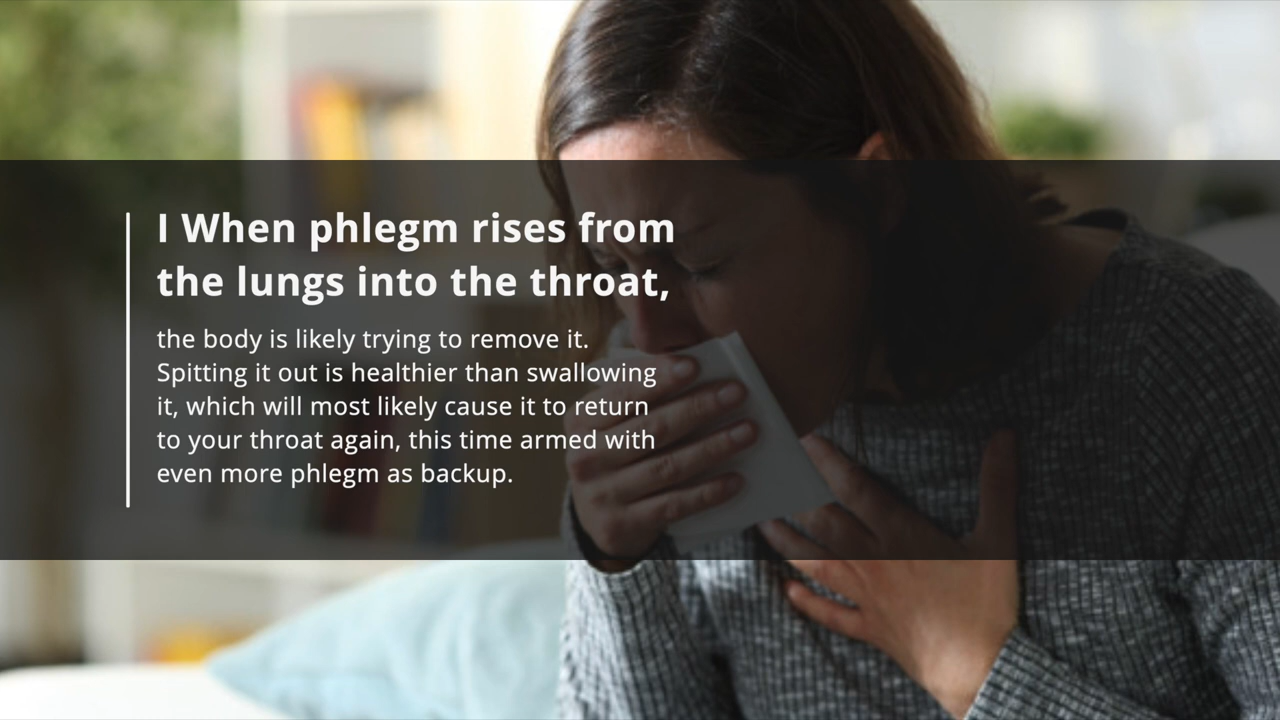 I When phlegm rises from
the lungs into the throat,
the body is likely trying to remove it.
Spitting it out is healthier than swallowing
it, which will most likely cause it to return
to your throat again, this time armed with
even more phlegm as backup.